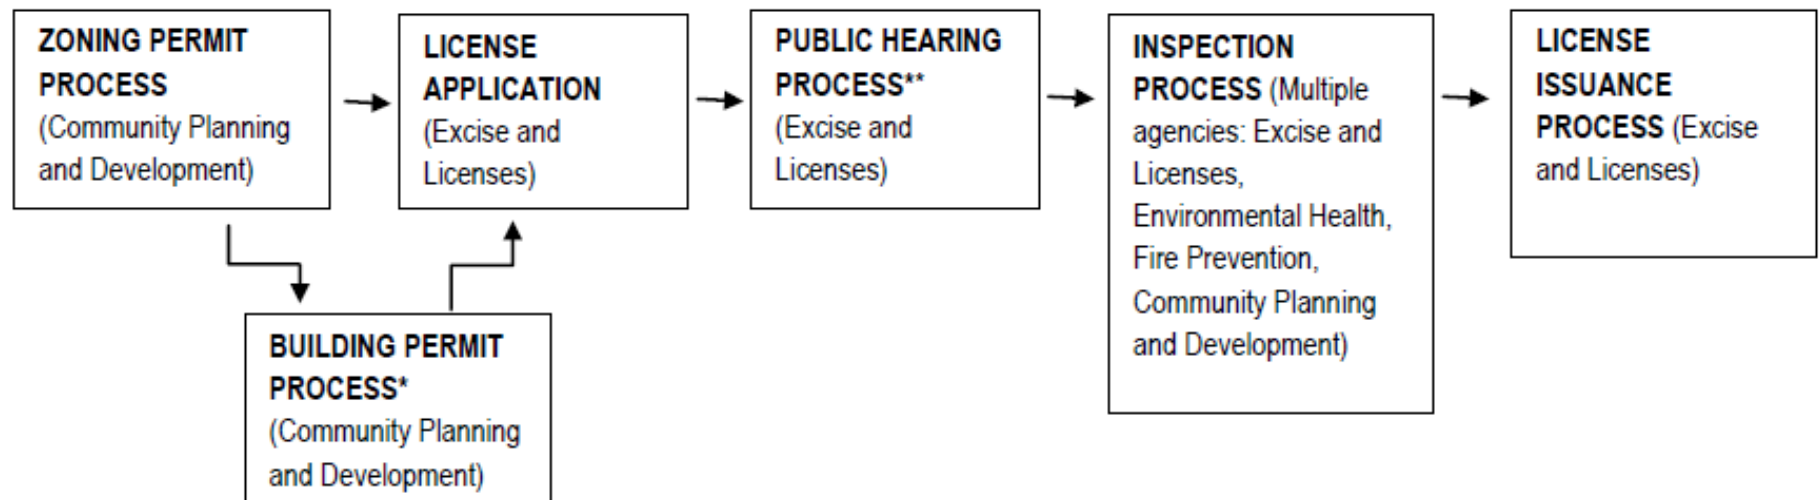 ZONING PERMIT
PROCESS
(Community Planning
and Development)
LICENSE
APPLICATION
(Excise and
Licenses)
PUBLIC HEARING
PROCESS**
(Excise and
Licenses)
INSPECTION
PROCESS (Multiple
agencies: Excise and
Licenses,
Environmental Health,
Fire Prevention,
Community Planning
and Development)
LICENSE
ISSUANCE
PROCESS (Excise
and Licenses)
BUILDING PERMIT
PROCESS*
(Community Planning
and Development)